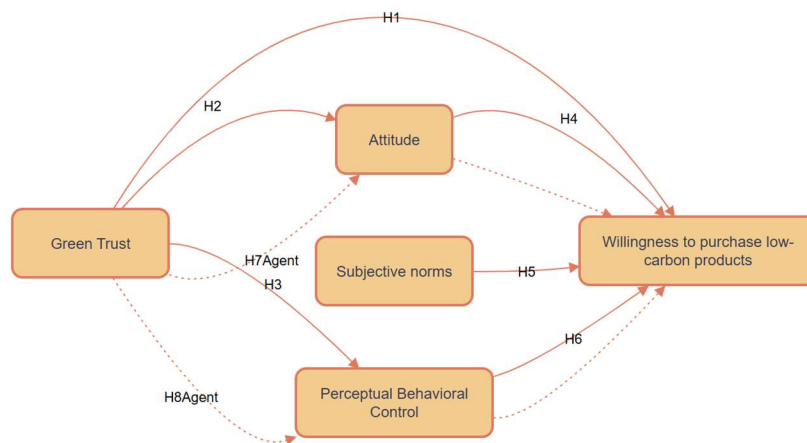 H1
H2
Attitude
H4
Green Trust
H7Agent
H3
Subjective norms
H5
Willingness to purchase low-
carbon products
H6
H8Agent
Perceptual Behavioral
Control